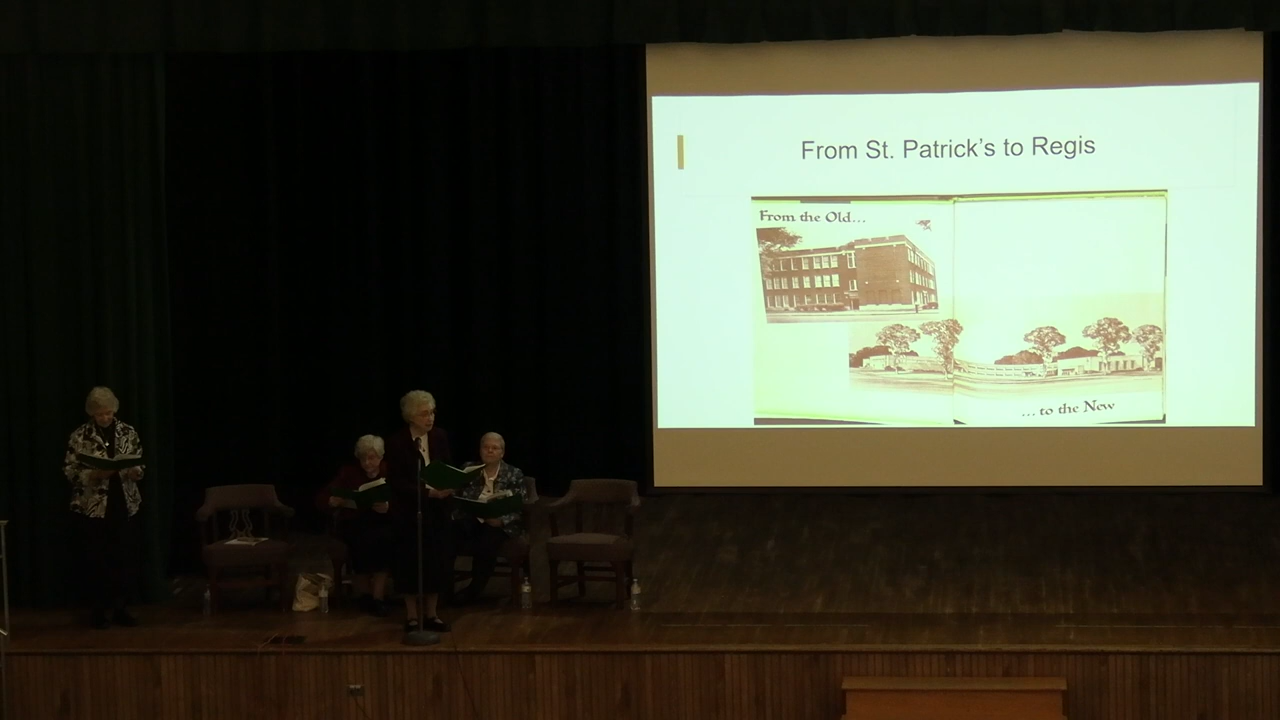 From St. Patrick's to Regis
From the Old...
... to the New